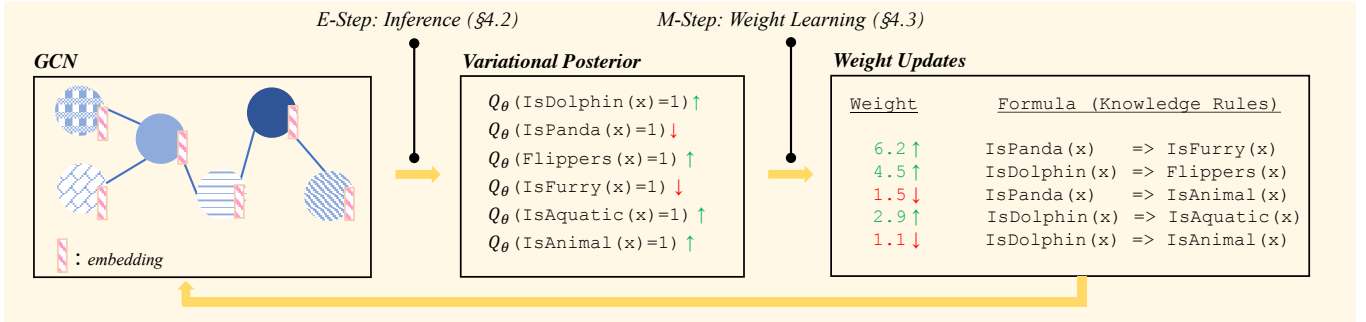 E-Step: Inference (§4.2)
M-Step: Weight Learning (§4.3)
GCN
: embedding
Variational Posterior
Qθ(IsDolphin(x)=1)↑
Qθ(IsPanda(x)=1)↓
Qθ(Flippers(x)=1)↑
Qθ(IsFurry(x)=1)↓
Qθ(IsAquatic(x)=1)↑
Qθ(IsAnimal(x)=1)↑
Weight Updates
Weight Formula (Knowledge Rules)
6.2↑ IsPanda(x) => IsFurry(x)
4.5↑ IsDolphin(x) => Flippers(x)
1.5↓ IsPanda(x) => IsAnimal(x)
2.9↑ IsDolphin(x) => IsAquatic(x)
1.1↓ IsDolphin(x) => IsAnimal(x)